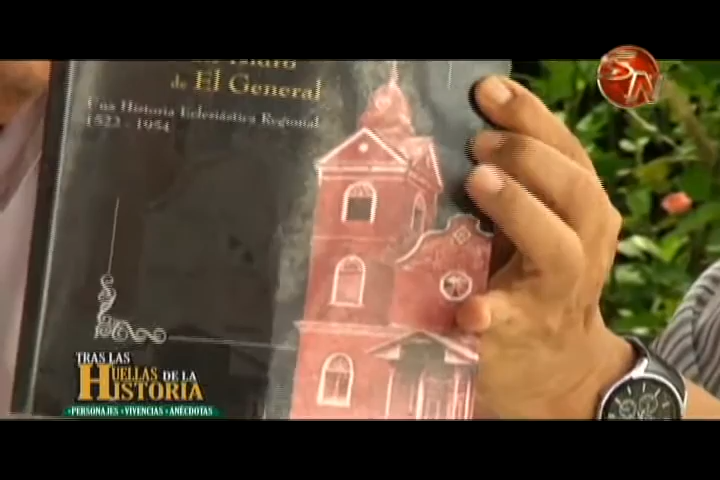 de El General
Una Historia Eclesiástica Regional
1522 - 1954
TRAS LAS
HUELLAS DE LA
HISTORIA
•PERSONAJES •VIVENCIAS •ANÉCDOTAS